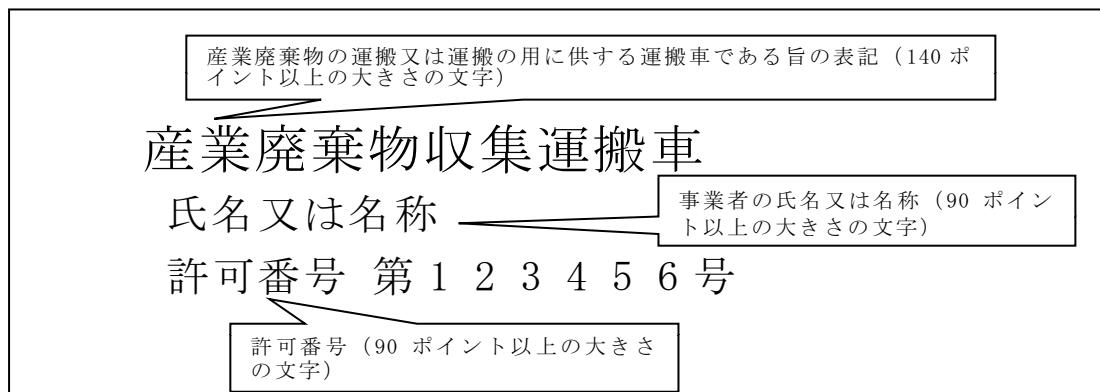 産業廃棄物の運搬又は運搬の用に供する運搬車である旨の表記（140 ポ
イント以上の大きさの文字）
産業廃棄物収集運搬車
氏名又は名称
事業者の氏名又は名称（90 ポイン
ト以上の大きさの文字）
許可番号 第１２３４５６号
許可番号（90 ポイント以上の大きさ
の文字）